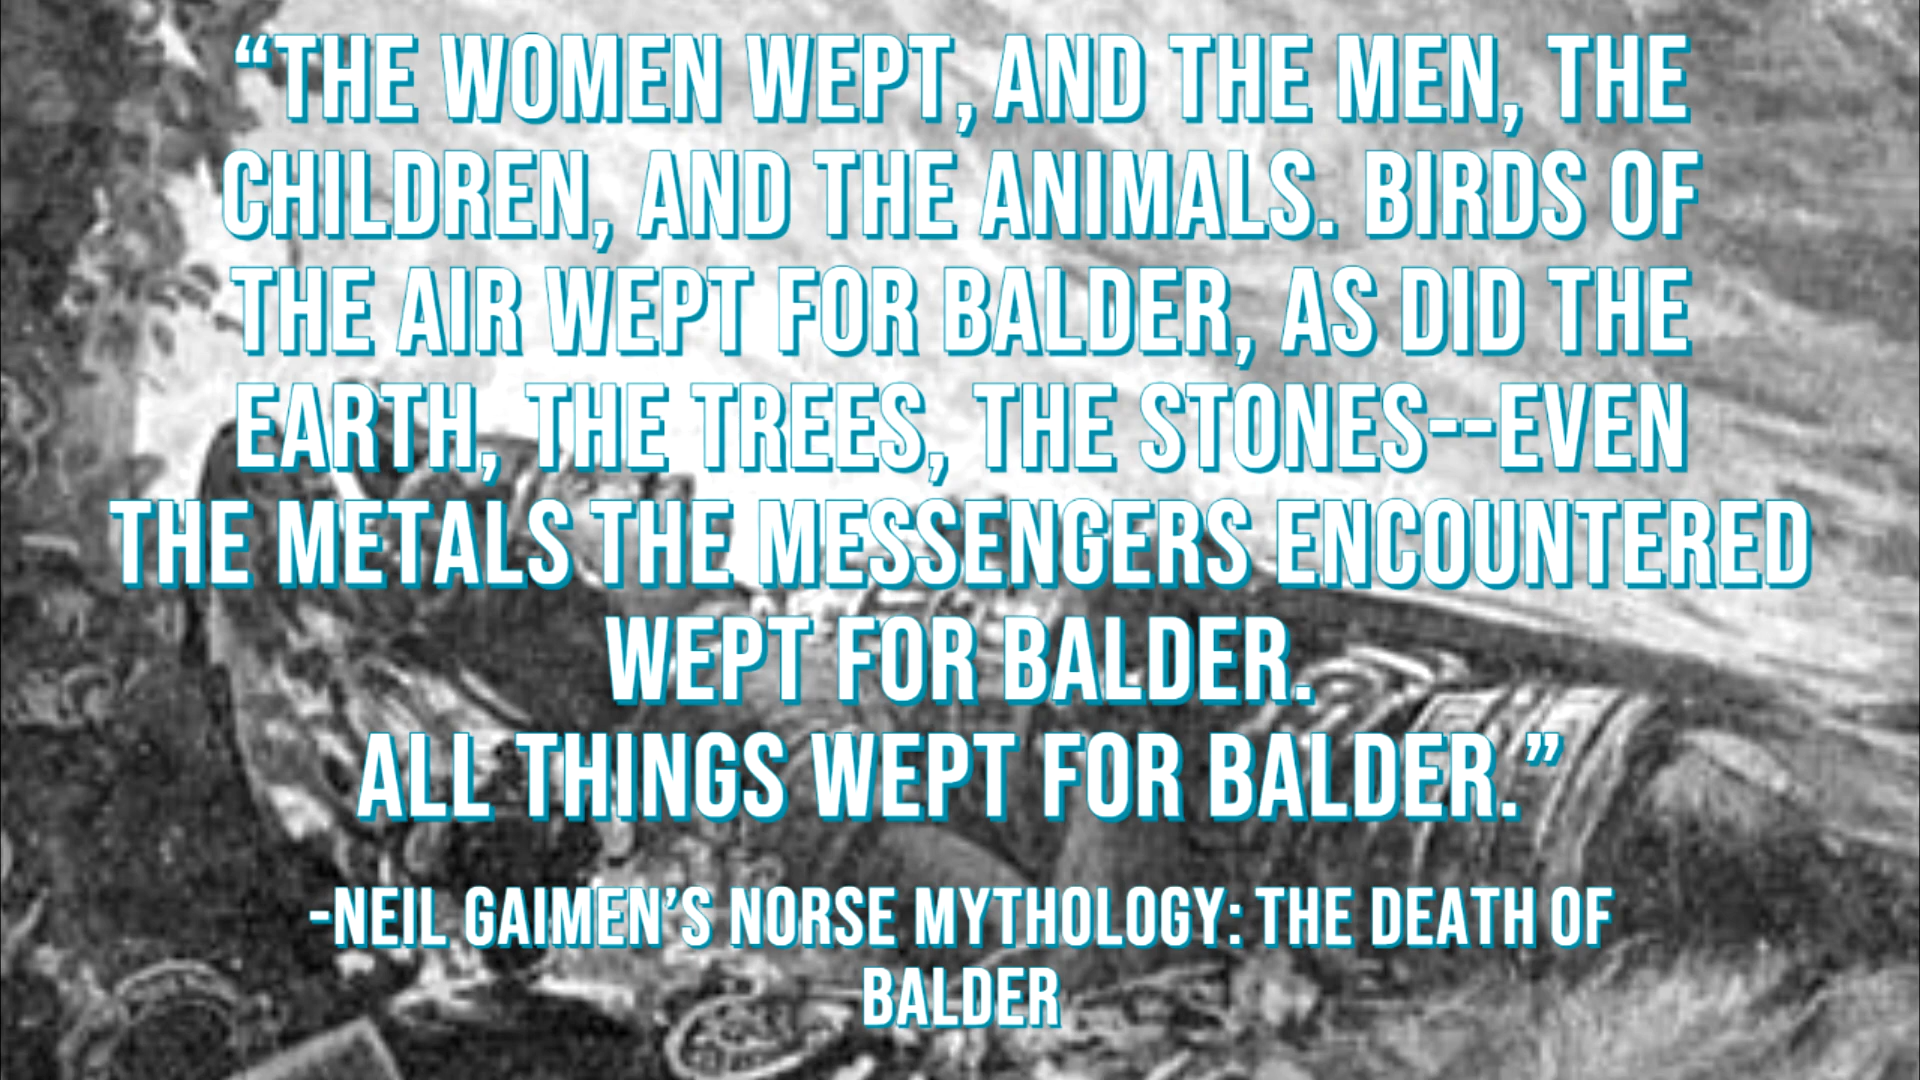 “THE WOMEN WEPT, AND THE MEN, THE
CHILDREN, AND THE ANIMALS. BIRDS OF
THE AIR WEPT FOR BALDER, AS DID THE
EARTH, THE TREES, THE STONES--EVEN
THE METALS THE MESSENGERS ENCOUNTERED
WEPT FOR BALDER.
ALL THINGS WEPT FOR BALDER.”
-NEIL GAIMEN’S NORSE MYTHOLOGY: THE DEATH OF
BALDER